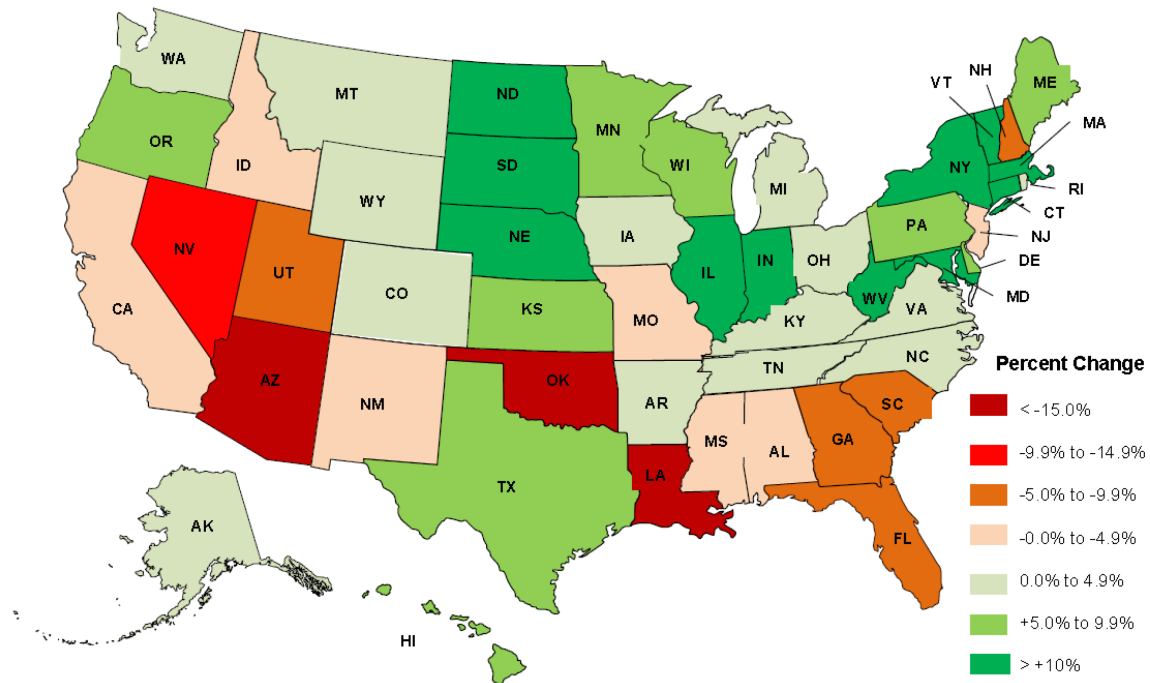 WA
MT
ND
MN
VT
NH
ME
MA
OR
ID
SD
WI
NY
MI
RI
WY
CT
NE
IA
PA
NJ
NV
UT
IL
IN
OH
DE
CO
MD
CA
KS
MO
WV
VA
KY
NC
AZ
NM
OK
TN
AR
SC
MS
AL
GA
LA
TX
AK
FL
HI
Percent Change
< -15.0%
-9.9% to -14.9%
-5.0% to -9.9%
-0.0% to -4.9%
0.0% to 4.9%
+5.0% to 9.9%
> +10%